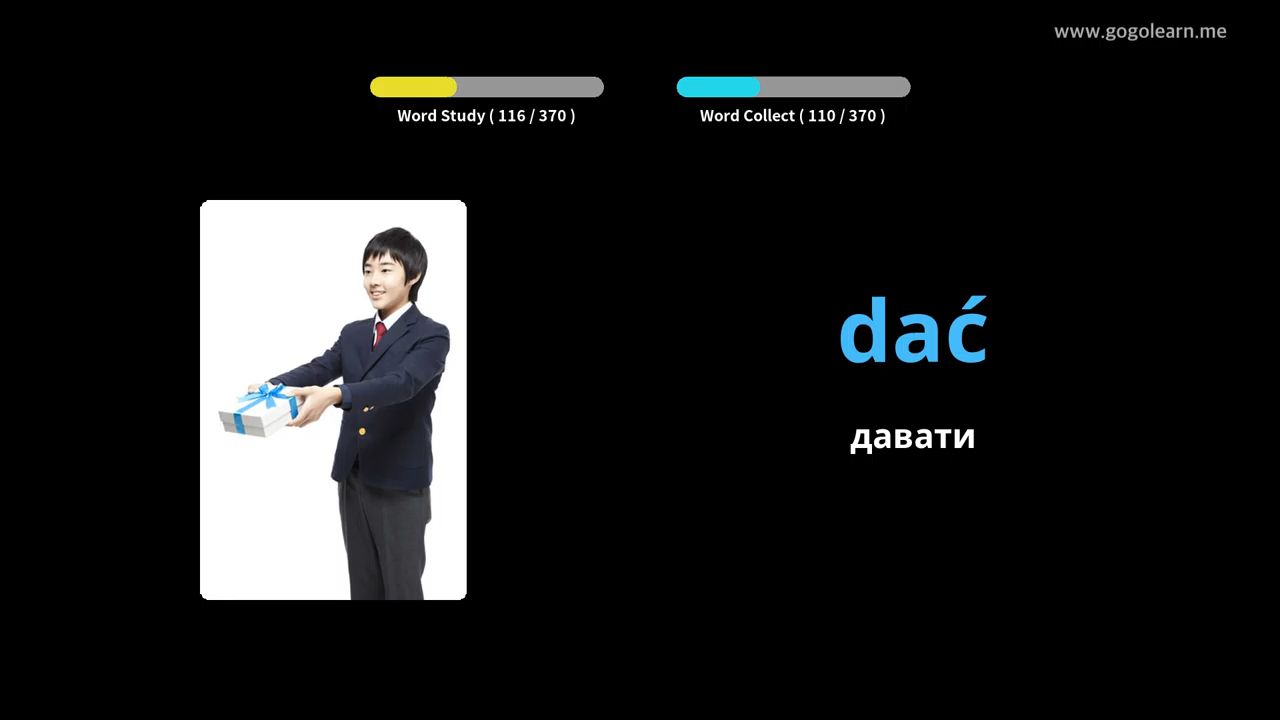 www.gogolearn.me
Word Study ( 116 / 370 )
Word Collect ( 110 / 370 )
dać
давати